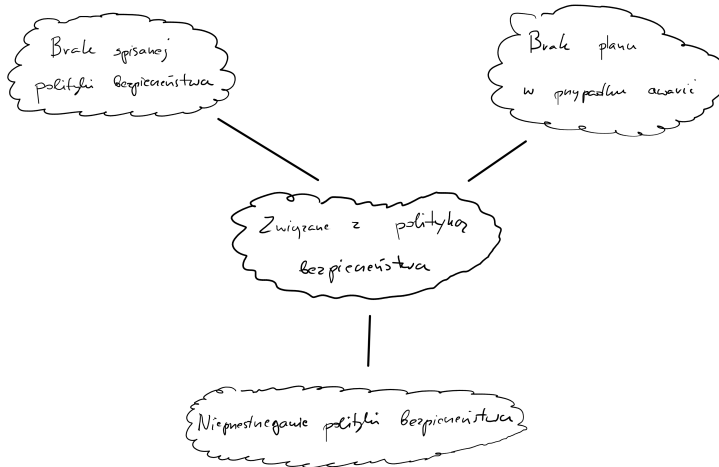 Brak spisanej
polityki bezpieczeństwa
Brak planu
w przypadku awarii
Związane z polityką
bezpieczeństwa
Nieprzestrzeganie polityki bezpieczeństwa